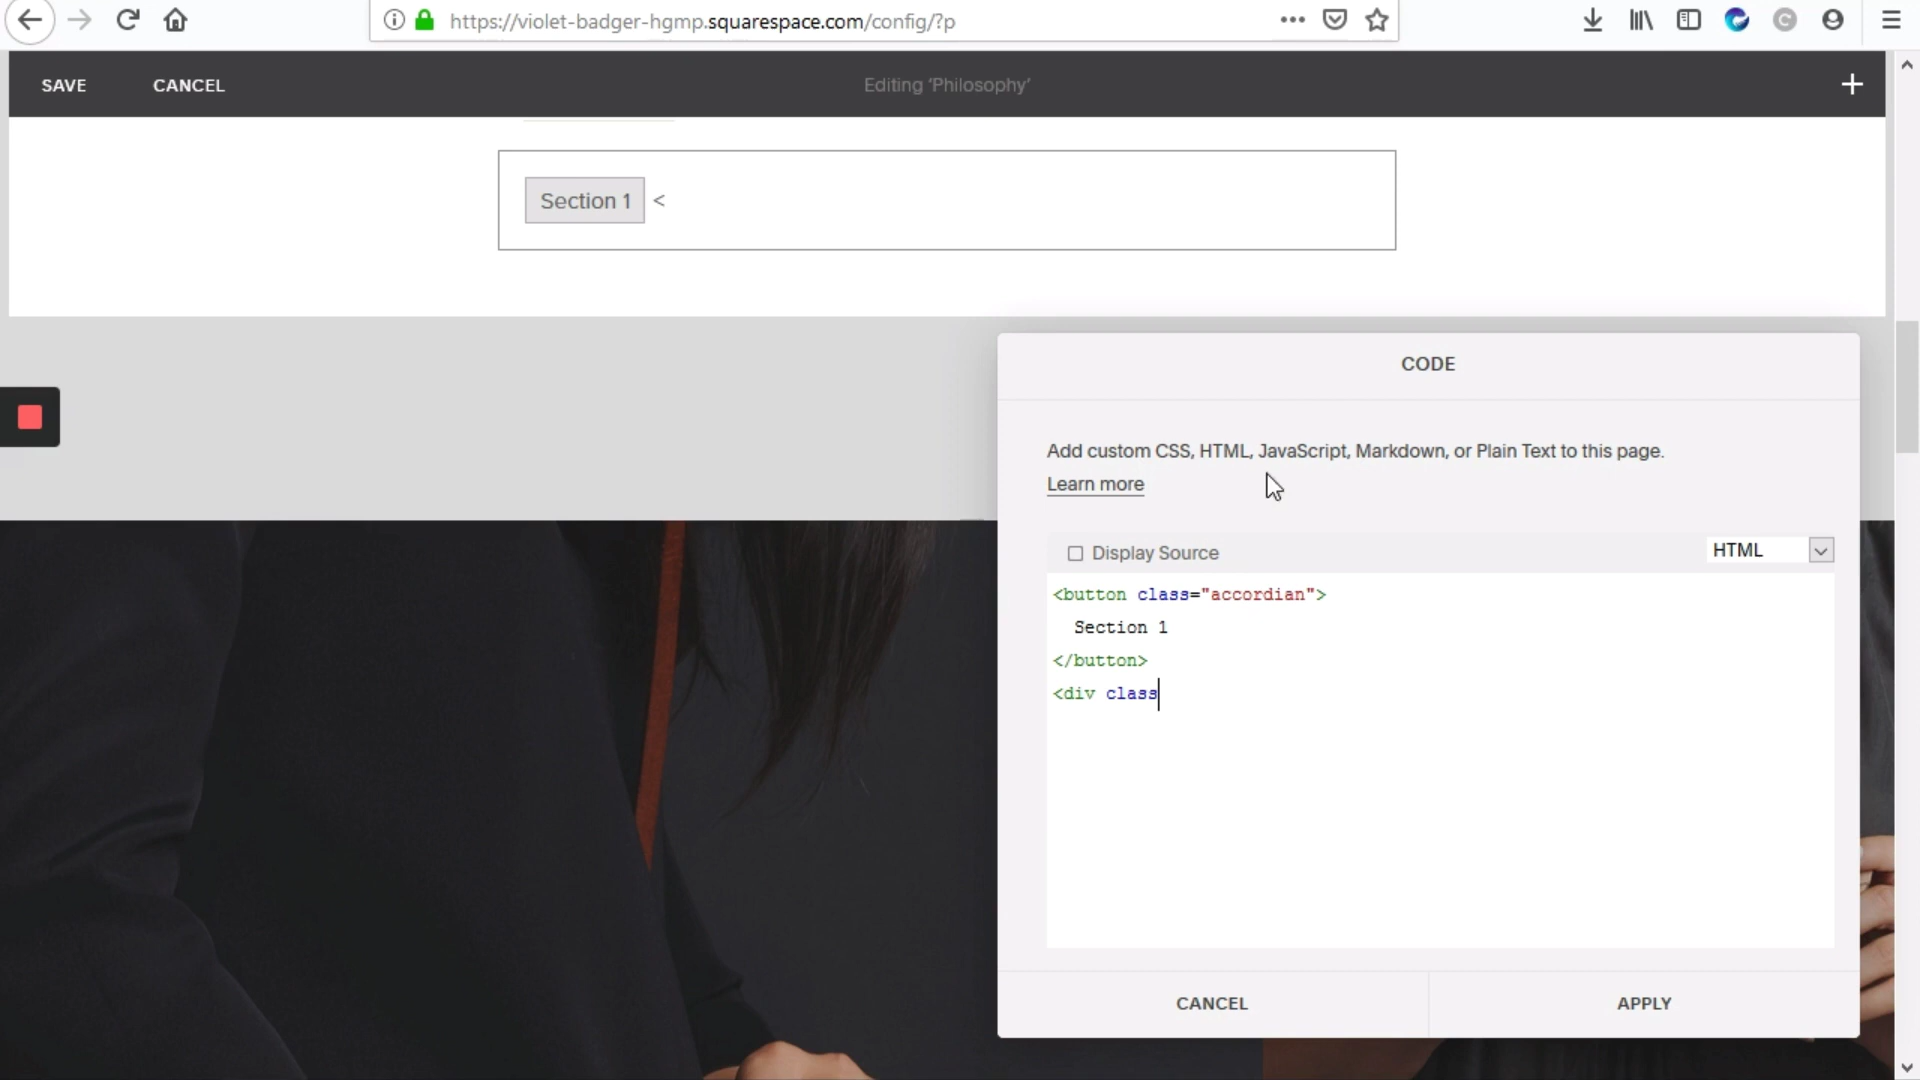 https://violet-badger-hgmp.squarespace.com/config/?p
SAVE CANCEL Editing ‘Philosophy’
Section 1 <
CODE
Add custom CSS, HTML, JavaScript, Markdown, or Plain Text to this page.
Learn more
Display Source HTML
<button class="accordian">
Section 1
</button>
<div class
CANCEL APPLY